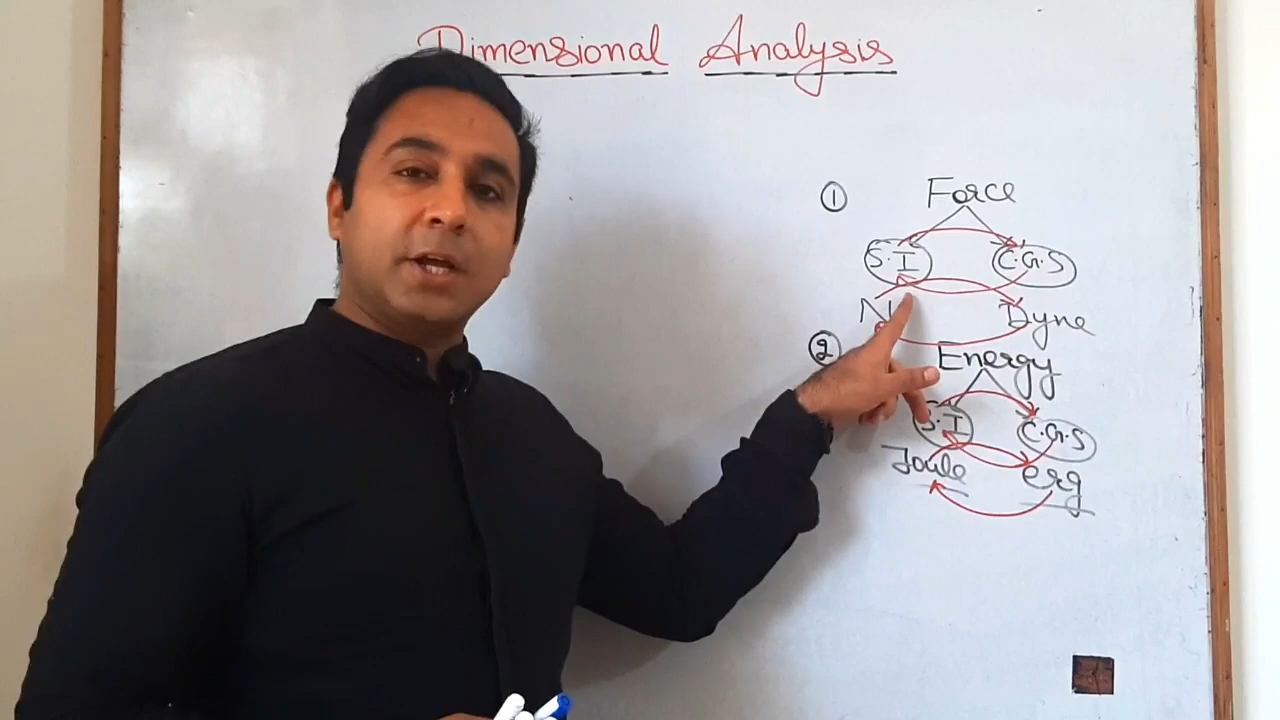 Dimensional Analysis
① Force
S.I C.G.S
N Dyne
② Energy
S.I C.G.S
Joule erg